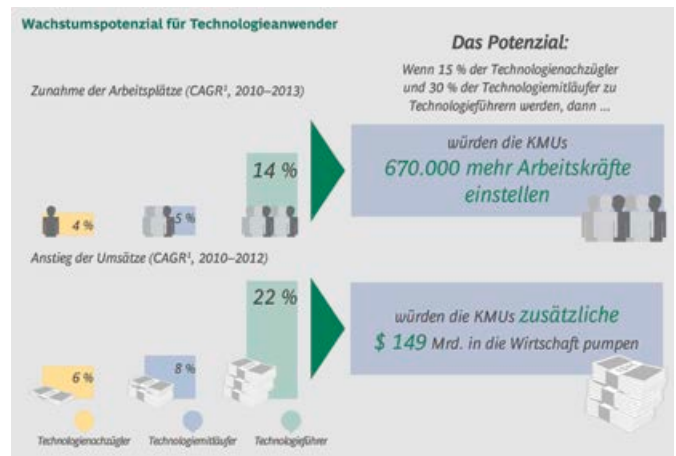 Wachstumspotenzial für Technologieanwender
Das Potenzial:
Wenn 15 % der Technologienachzügler
und 30 % der Technologiemitläufer zu
Technologieführern werden, dann ...
Zunahme der Arbeitsplätze (CAGR¹, 2010–2013)
4 %
5 %
14 %
würden die KMUs
670.000 mehr Arbeitskräfte
einstellen
Anstieg der Umsätze (CAGR¹, 2010–2012)
6 %
8 %
22 %
würden die KMUs zusätzliche
$ 149 Mrd. in die Wirtschaft pumpen
Technologienachzügler
Technologiemitläufer
Technologieführer